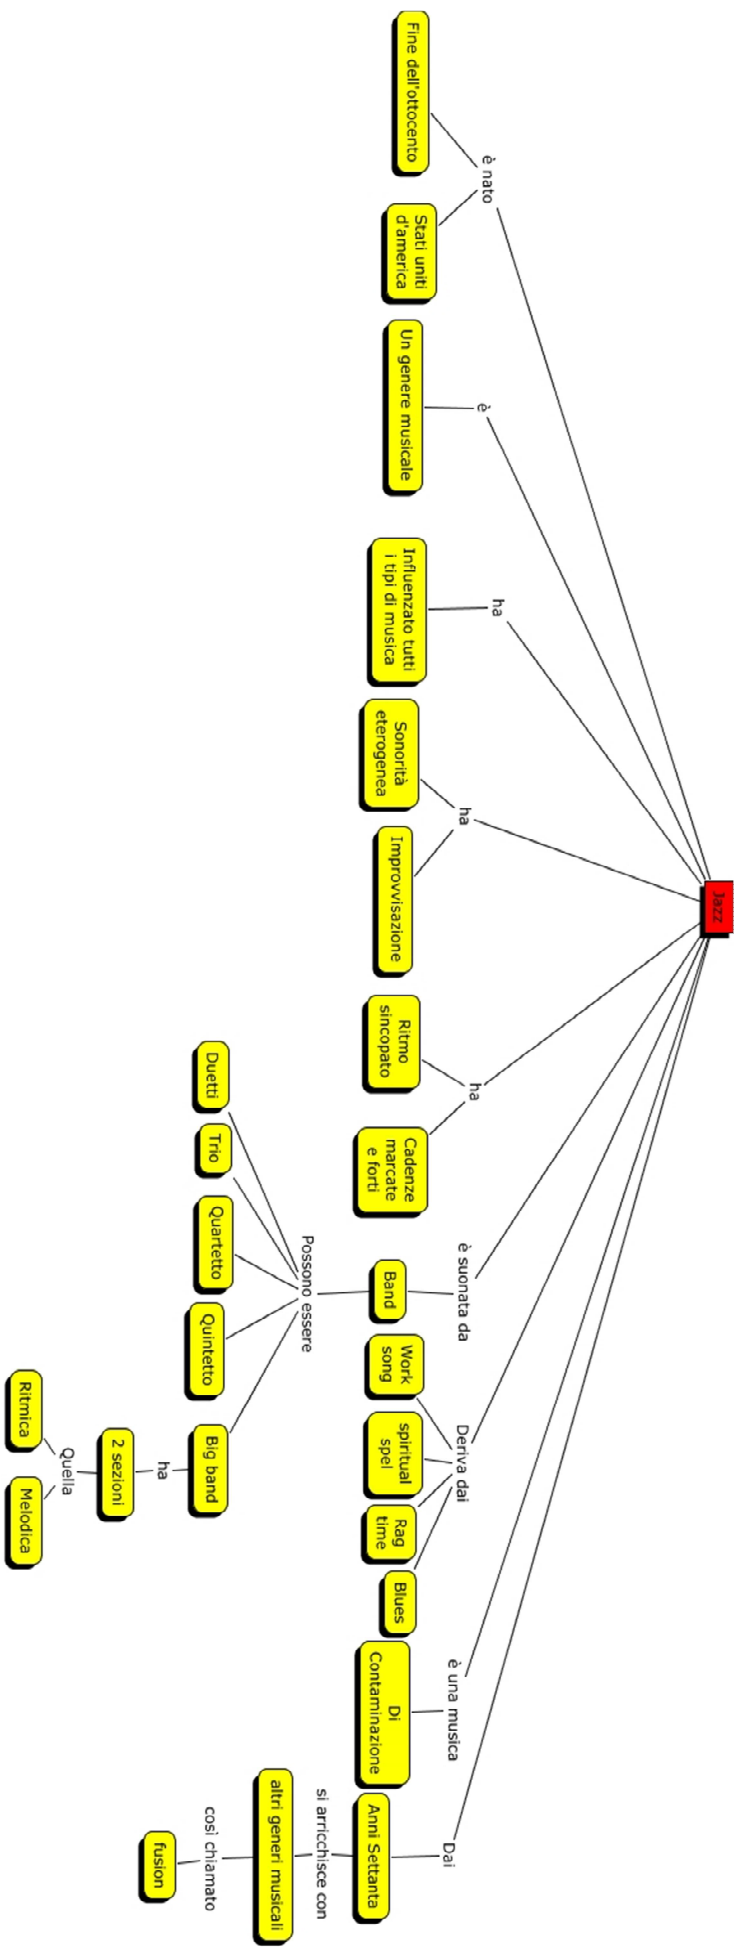 Jazz
è nato
Fine dell'ottocento
Stati uniti
d'america
è
Un genere musicale
ha
Influenzato tutti
i tipi di musica
ha
Sonorità
eterogenea
Improvvisazione
ha
Ritmo
sincopato
Cadenze
marcate
e forti
è suonata da
Band
Possono essere
Duetti
Trio
Quartetto
Quintetto
Big band
ha
2 sezioni
Quella
Ritmica
Melodica
Deriva dai
Work
song
spiritual
spel
Rag
time
Blues
è una musica
Di
Contaminazione
Dai
Anni Settanta
si arricchisce con
altri generi musicali
così chiamato
fusion